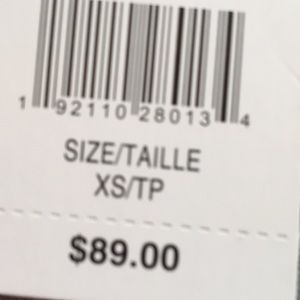 1 92110 28013 4
SIZE/TAILLE
XS/TP
$89.00